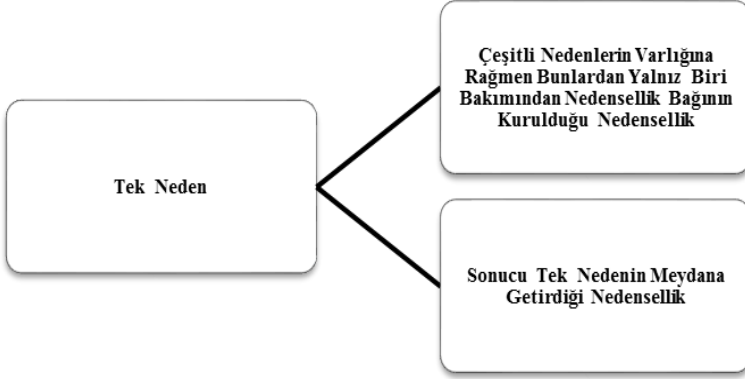 Çeşitli Nedenlerin Varlığına
Rağmen Bunlardan Yalnız Biri
Bakımından Nedensellik Bağının
Kurulduğu Nedensellik
Tek Neden
Sonucu Tek Nedenin Meydana
Getirdiği Nedensellik